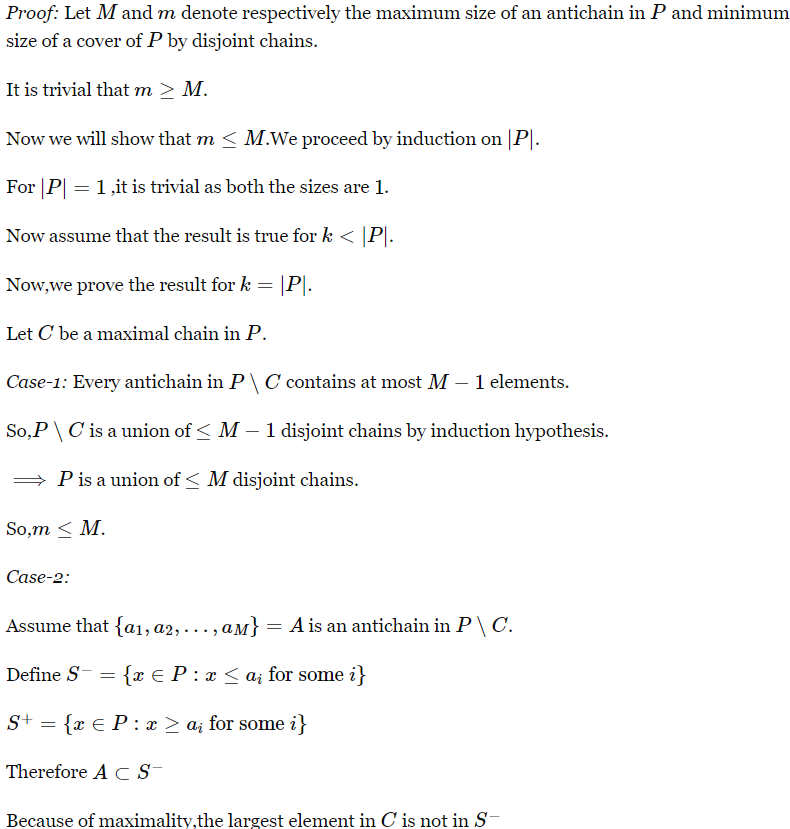 Proof: Let M and m denote respectively the maximum size of an antichain in P and minimum
size of a cover of P by disjoint chains.
It is trivial that m ≥ M.
Now we will show that m ≤ M.We proceed by induction on |P|.
For |P| = 1 ,it is trivial as both the sizes are 1.
Now assume that the result is true for k < |P|.
Now,we prove the result for k = |P|.
Let C be a maximal chain in P.
Case-1: Every antichain in P \ C contains at most M − 1 elements.
So,P \ C is a union of ≤ M − 1 disjoint chains by induction hypothesis.
⟹ P is a union of ≤ M disjoint chains.
So,m ≤ M.
Case-2:
Assume that {a₁, a₂, . . . , a_M} = A is an antichain in P \ C.
Define S⁻ = {x ∈ P : x ≤ aᵢ for some i}
S⁺ = {x ∈ P : x ≥ aᵢ for some i}
Therefore A ⊂ S⁻
Because of maximality,the largest element in C is not in S⁻